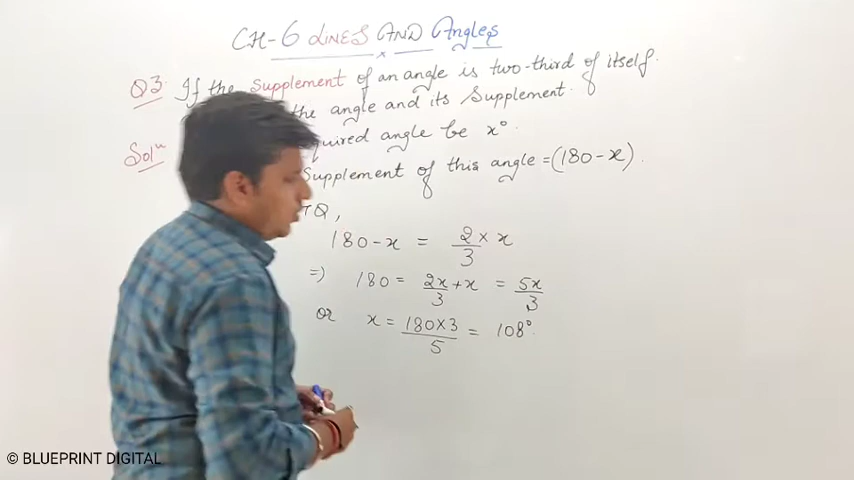 CH-6 LINES AND Angles
Q3. If the Supplement of an angle is two-third of itself.
the angle and its Supplement.
Solⁿ quired angle be x°.
Supplement of this angle = (180-x).
TQ,
180-x = 2/3 × x
⇒) 180 = 2x/3 + x = 5x/3
or x = 180×3/5 = 108°.
© BLUEPRINT DIGITAL